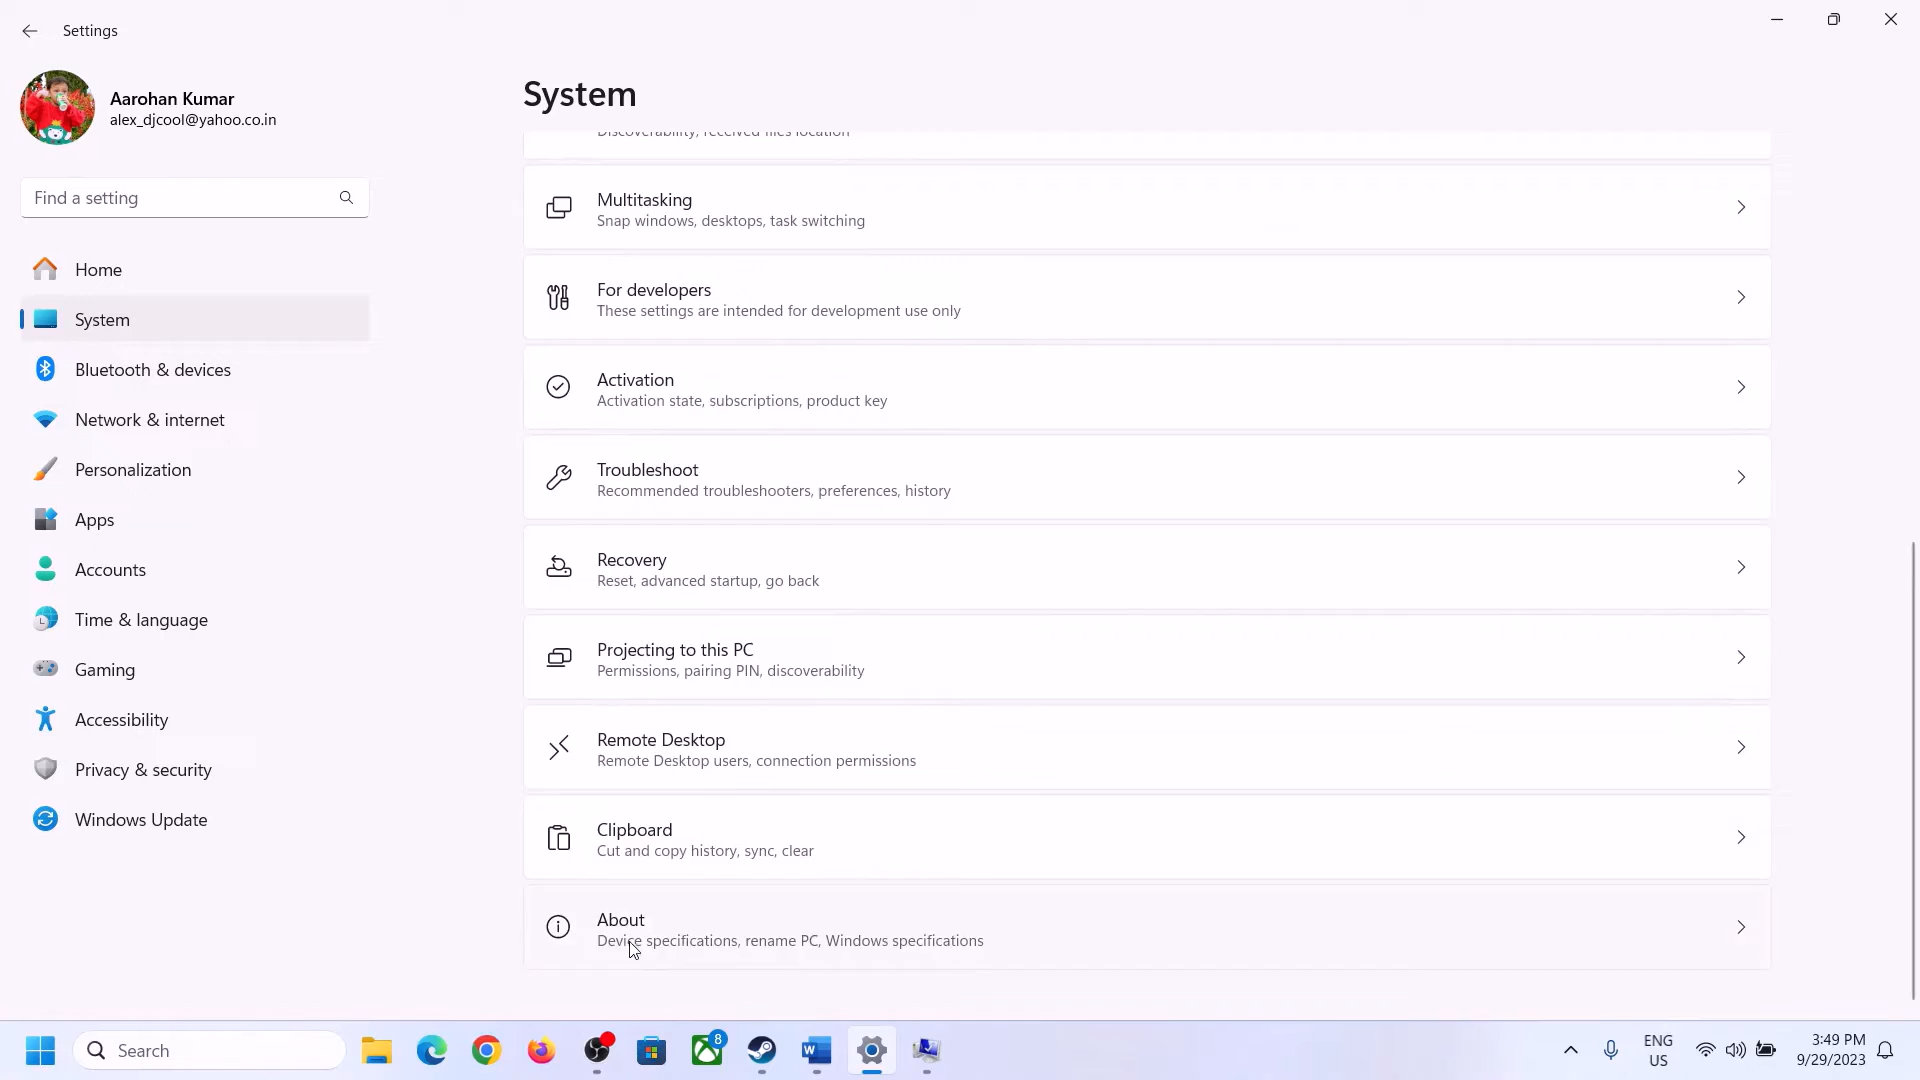 Settings
Aarohan Kumar
alex_djcool@yahoo.co.in
Find a setting
Home
System
Bluetooth & devices
Network & internet
Personalization
Apps
Accounts
Time & language
Gaming
Accessibility
Privacy & security
Windows Update
System
Discoverability, received files location
Multitasking
Snap windows, desktops, task switching
For developers
These settings are intended for development use only
Activation
Activation state, subscriptions, product key
Troubleshoot
Recommended troubleshooters, preferences, history
Recovery
Reset, advanced startup, go back
Projecting to this PC
Permissions, pairing PIN, discoverability
Remote Desktop
Remote Desktop users, connection permissions
Clipboard
Cut and copy history, sync, clear
About
Device specifications, rename PC, Windows specifications
Search
8
W
ENG
US
3:49 PM
9/29/2023